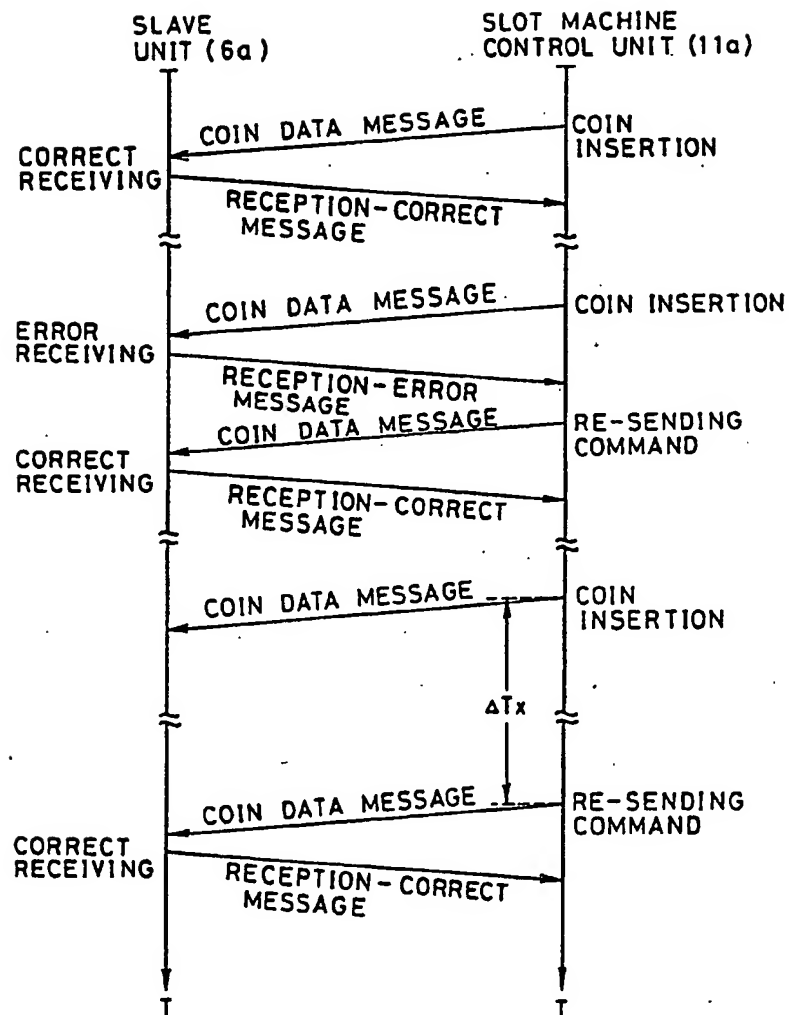 SLAVE
UNIT (6a)
SLOT MACHINE
CONTROL UNIT (11a)
COIN DATA MESSAGE
COIN
INSERTION
CORRECT
RECEIVING
RECEPTION-CORRECT
MESSAGE
COIN DATA MESSAGE
COIN INSERTION
ERROR
RECEIVING
RECEPTION-ERROR
MESSAGE
COIN DATA MESSAGE
RE-SENDING
COMMAND
CORRECT
RECEIVING
RECEPTION-CORRECT
MESSAGE
COIN DATA MESSAGE
COIN
INSERTION
ΔTx
COIN DATA MESSAGE
RE-SENDING
COMMAND
CORRECT
RECEIVING
RECEPTION-CORRECT
MESSAGE
T
T